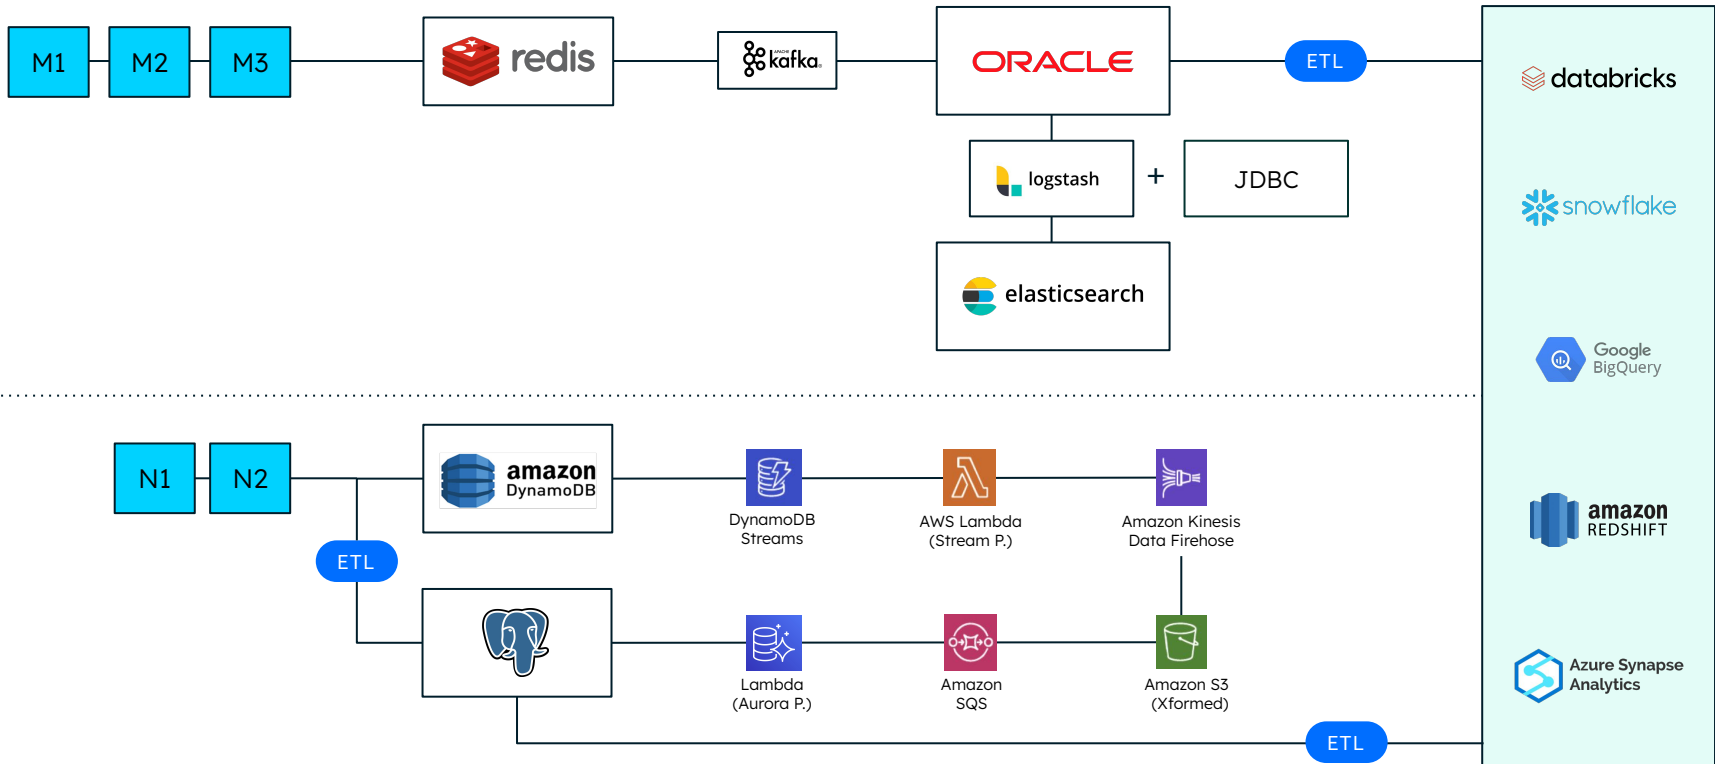 M1
M2
M3
redis
APACHE
kafka
ORACLE
ETL
logstash
+
JDBC
elasticsearch
databricks
snowflake
Google
BigQuery
amazon
REDSHIFT
Azure Synapse
Analytics
N1
N2
ETL
amazon
DynamoDB
DynamoDB
Streams
AWS Lambda
(Stream P.)
Amazon Kinesis
Data Firehose
Lambda
(Aurora P.)
Amazon
SQS
Amazon S3
(Xformed)
ETL